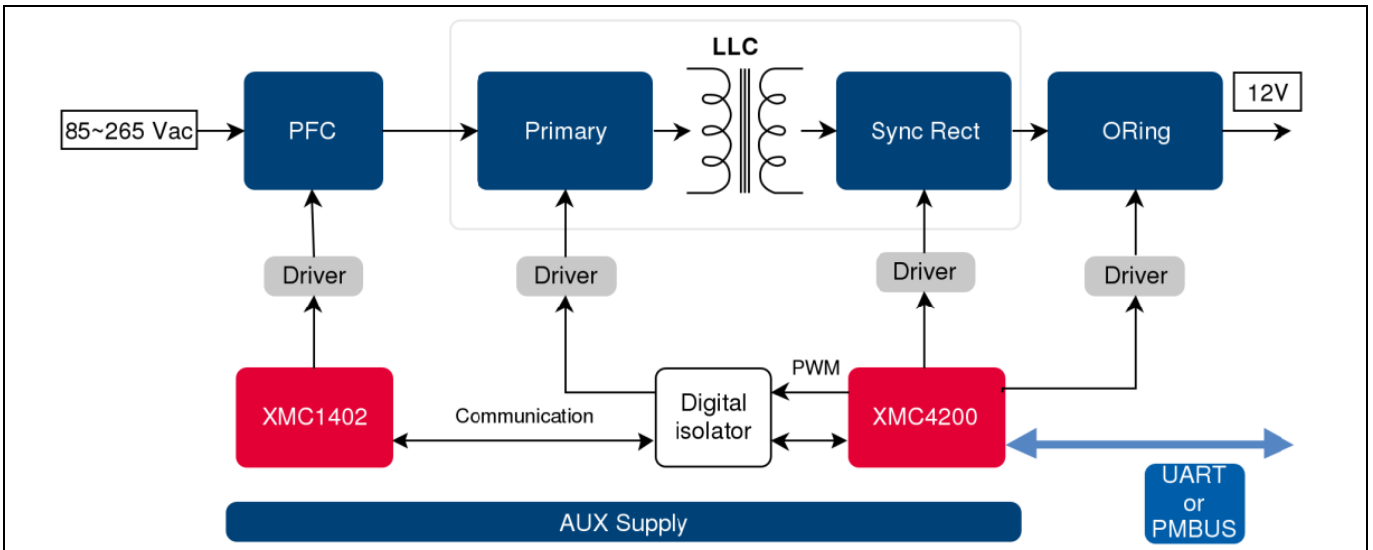 LLC
12V
85~265 Vac
PFC
Primary
Sync Rect
ORing
Driver
Driver
Driver
Driver
PWM
XMC1402
Communication
Digital
isolator
XMC4200
UART
or
PMBUS
AUX Supply